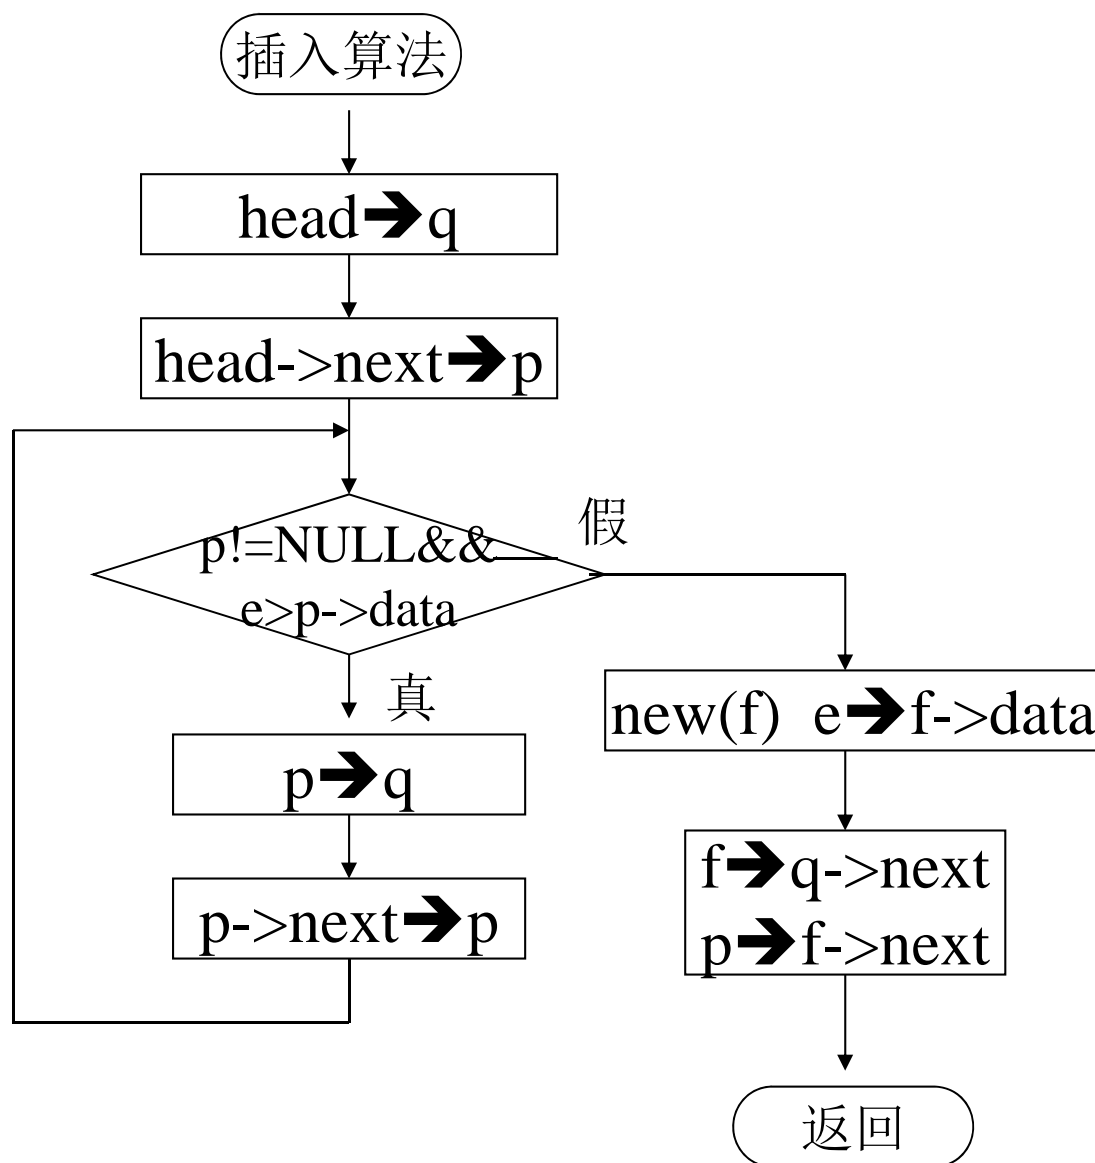 插入算法
head➔q
head->next➔p
假
p!=NULL&&
e>p->data
真
new(f) e➔f->data
p➔q
f➔q->next
p->next➔p
p➔f->next
返回